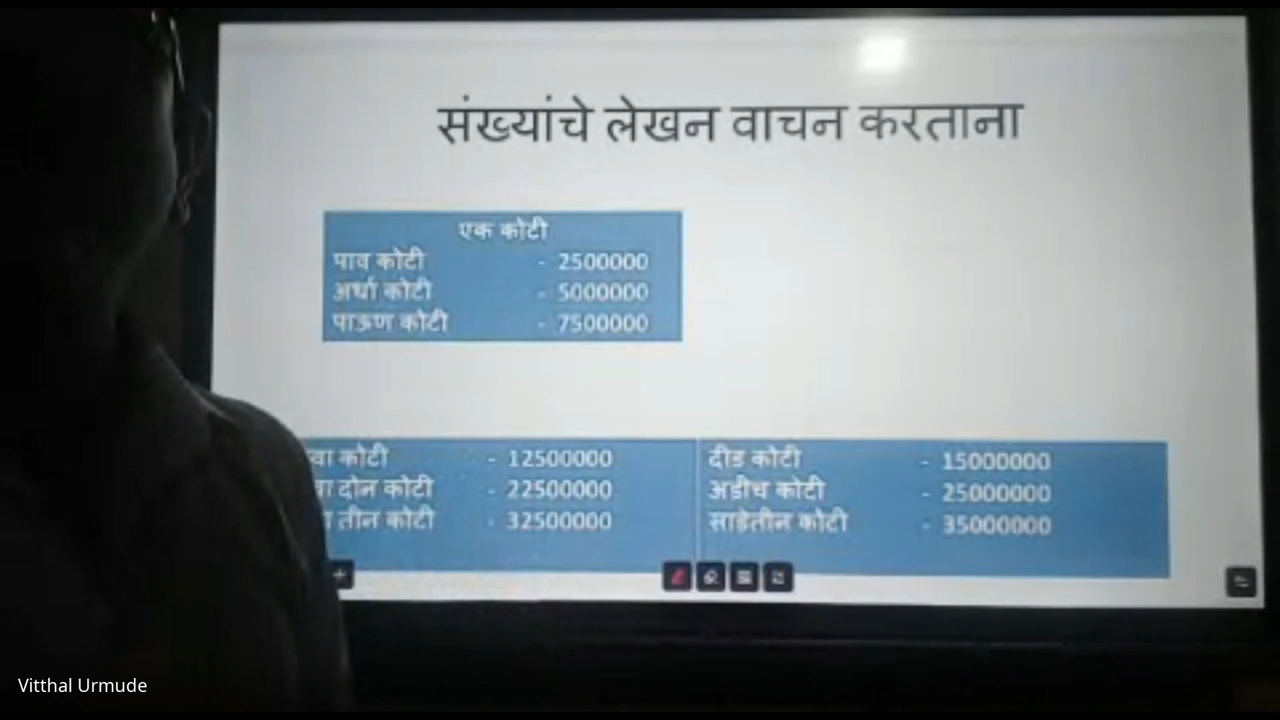 संख्यांचे लेखन वाचन करताना
एक कोटी
पाव कोटी - 2500000
अर्धा कोटी - 5000000
पाऊण कोटी - 7500000
वा कोटी - 12500000
ा दोन कोटी - 22500000
तीन कोटी - 32500000
दीड कोटी - 15000000
अडीच कोटी - 25000000
साडेतीन कोटी - 35000000
Vitthal Urmude